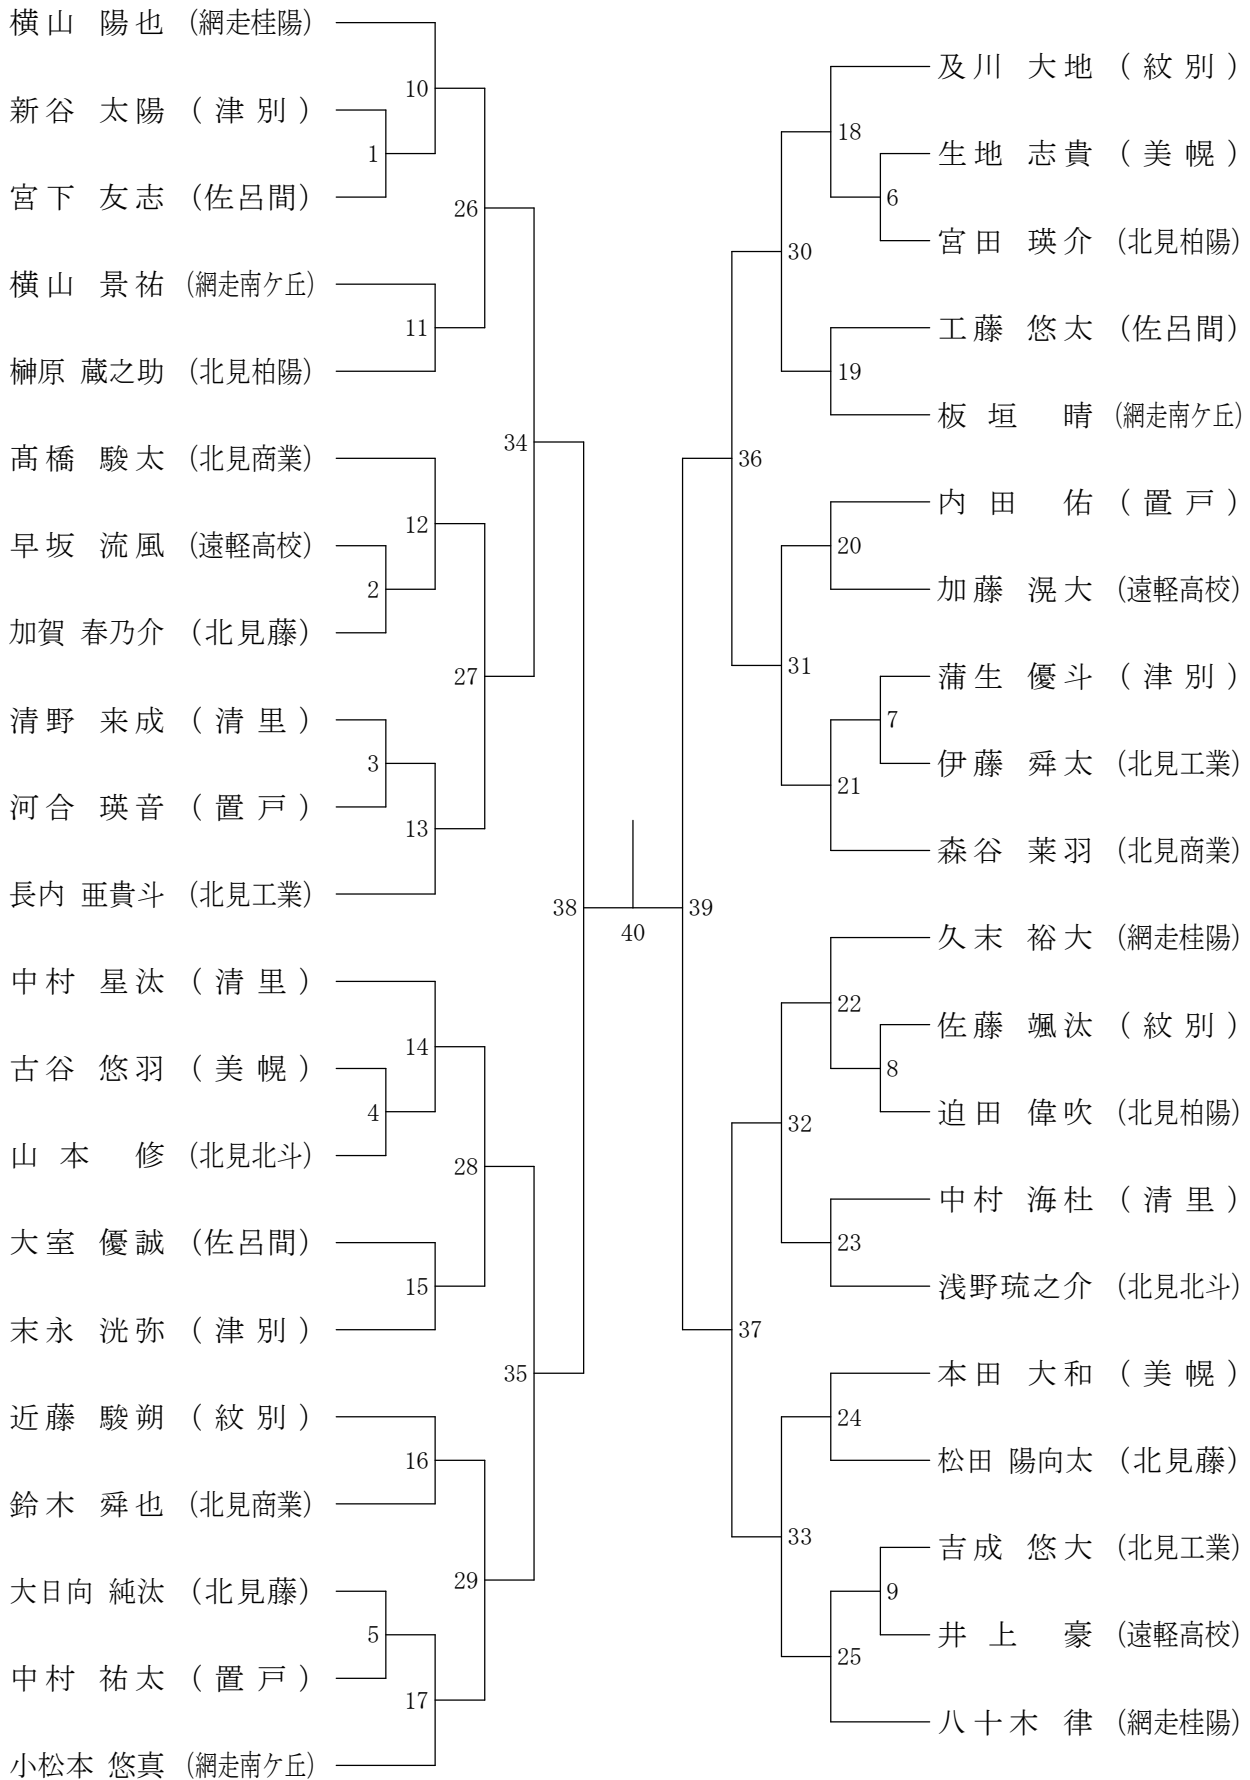 横山 陽也 (網走桂陽)
10
新谷 太陽 (津別)
1
宮下 友志 (佐呂間)
26
横山 景祐 (網走南ケ丘)
11
榊原 蔵之助 (北見柏陽)
34
髙橋 駿太 (北見商業)
12
早坂 流風 (遠軽高校)
2
加賀 春乃介 (北見藤)
27
清野 来成 (清里)
3
河合 瑛音 (置戸)
13
長内 亜貴斗 (北見工業)
38
中村 星汰 (清里)
14
古谷 悠羽 (美幌)
4
山本 修 (北見北斗)
28
大室 優誠 (佐呂間)
15
末永 洸弥 (津別)
35
近藤 駿朔 (紋別)
16
鈴木 舜也 (北見商業)
29
大日向 純汰 (北見藤)
5
中村 祐太 (置戸)
17
小松本 悠真 (網走南ケ丘)
40
及川 大地 (紋別)
18
生地 志貴 (美幌)
6
宮田 瑛介 (北見柏陽)
30
工藤 悠太 (佐呂間)
19
板垣 晴 (網走南ケ丘)
36
内田 佑 (置戸)
20
加藤 滉大 (遠軽高校)
31
蒲生 優斗 (津別)
7
伊藤 舜太 (北見工業)
21
森谷 莱羽 (北見商業)
39
久末 裕大 (網走桂陽)
22
佐藤 颯汰 (紋別)
8
迫田 偉吹 (北見柏陽)
32
中村 海杜 (清里)
23
浅野琉之介 (北見北斗)
37
本田 大和 (美幌)
24
松田 陽向太 (北見藤)
33
吉成 悠大 (北見工業)
9
井上 豪 (遠軽高校)
25
八十木 律 (網走桂陽)